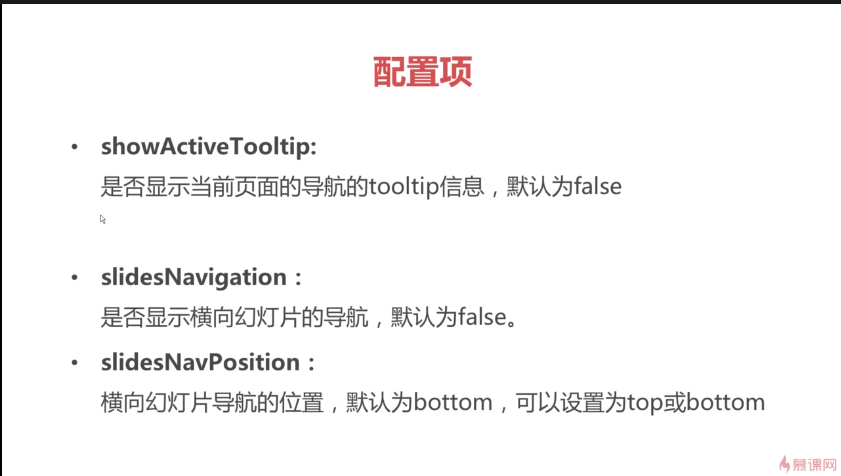 配置项
• showActiveTooltip:
是否显示当前页面的导航的tooltip信息，默认为false
• slidesNavigation：
是否显示横向幻灯片的导航，默认为false。
• slidesNavPosition：
横向幻灯片导航的位置，默认为bottom，可以设置为top或bottom
慕课网